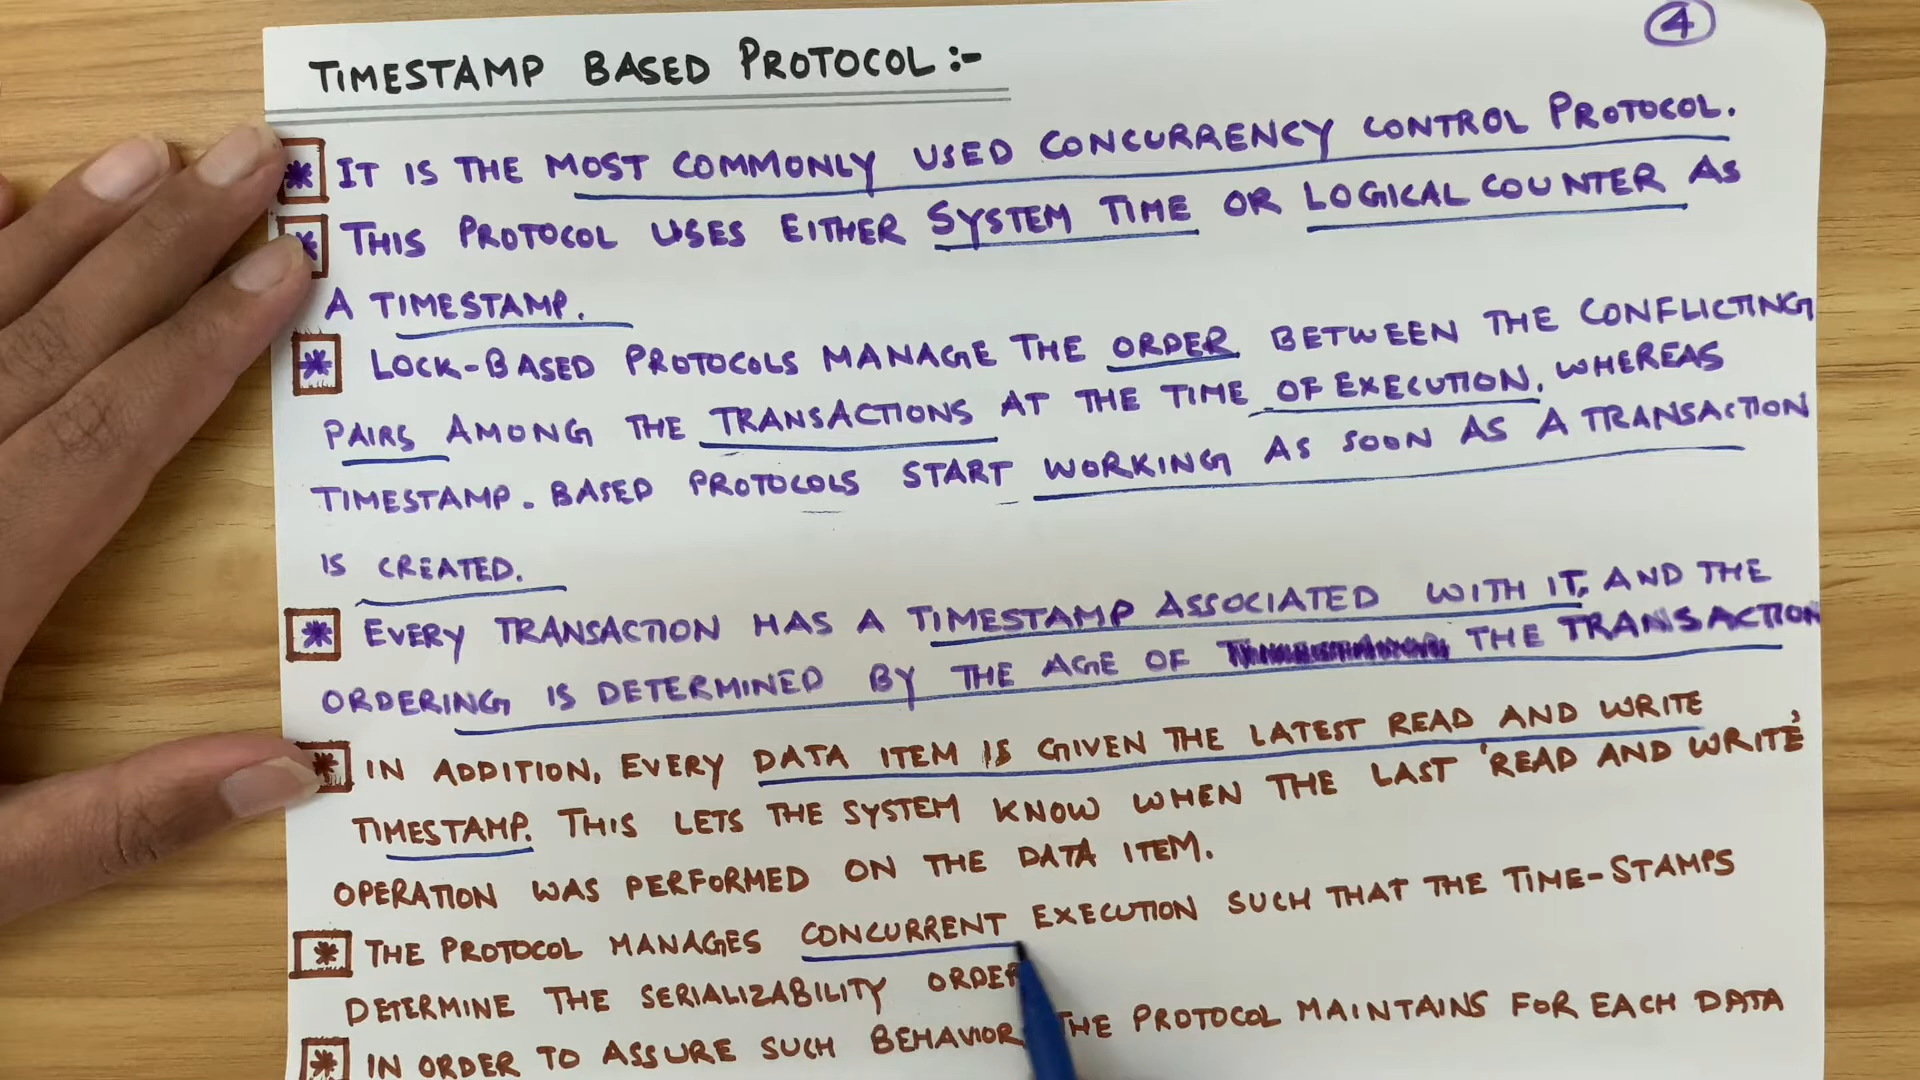 4
TIMESTAMP BASED PROTOCOL:-
* IT IS THE MOST COMMONLY USED CONCURRENCY CONTROL PROTOCOL.
* THIS PROTOCOL USES EITHER SYSTEM TIME OR LOGICAL COUNTER AS
A TIMESTAMP.
* LOCK-BASED PROTOCOLS MANAGE THE ORDER BETWEEN THE CONFLICTING
PAIRS AMONG THE TRANSACTIONS AT THE TIME OF EXECUTION, WHEREAS
TIMESTAMP-BASED PROTOCOLS START WORKING AS SOON AS A TRANSACTION
IS CREATED.
* EVERY TRANSACTION HAS A TIMESTAMP ASSOCIATED WITH IT, AND THE
ORDERING IS DETERMINED BY THE AGE OF THE TRANSACTION
* IN ADDITION, EVERY DATA ITEM IS GIVEN THE LATEST READ AND WRITE
TIMESTAMP. THIS LETS THE SYSTEM KNOW WHEN THE LAST 'READ AND WRITE'
OPERATION WAS PERFORMED ON THE DATA ITEM.
* THE PROTOCOL MANAGES CONCURRENT EXECUTION SUCH THAT THE TIME-STAMPS
DETERMINE THE SERIALIZABILITY ORDER
* IN ORDER TO ASSURE SUCH BEHAVIOR, THE PROTOCOL MAINTAINS FOR EACH DATA